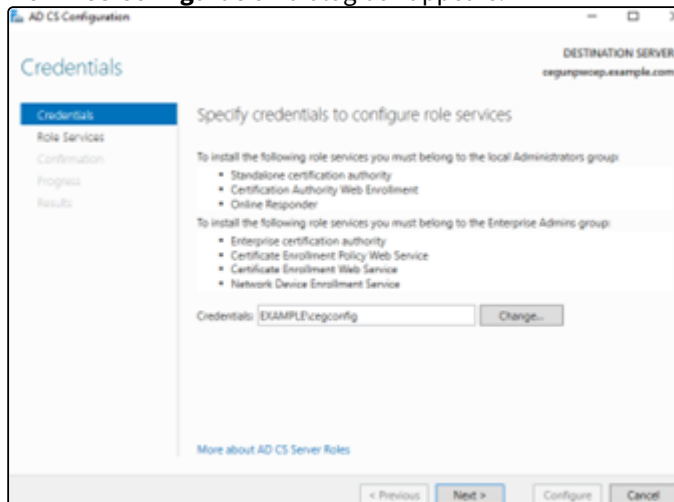 AD CS Configuration
DESTINATION SERVER
cegunpwcep.example.com
Credentials
Credentials
Role Services
Confirmation
Progress
Results
Specify credentials to configure role services
To install the following role services you must belong to the local Administrators group:
Standalone certification authority
Certification Authority Web Enrollment
Online Responder
To install the following role services you must belong to the Enterprise Admins group:
Enterprise certification authority
Certificate Enrollment Policy Web Service
Certificate Enrollment Web Service
Network Device Enrollment Service
Credentials: EXAMPLE\cegconfig Change...
More about AD CS Server Roles
< Previous Next > Configure Cancel